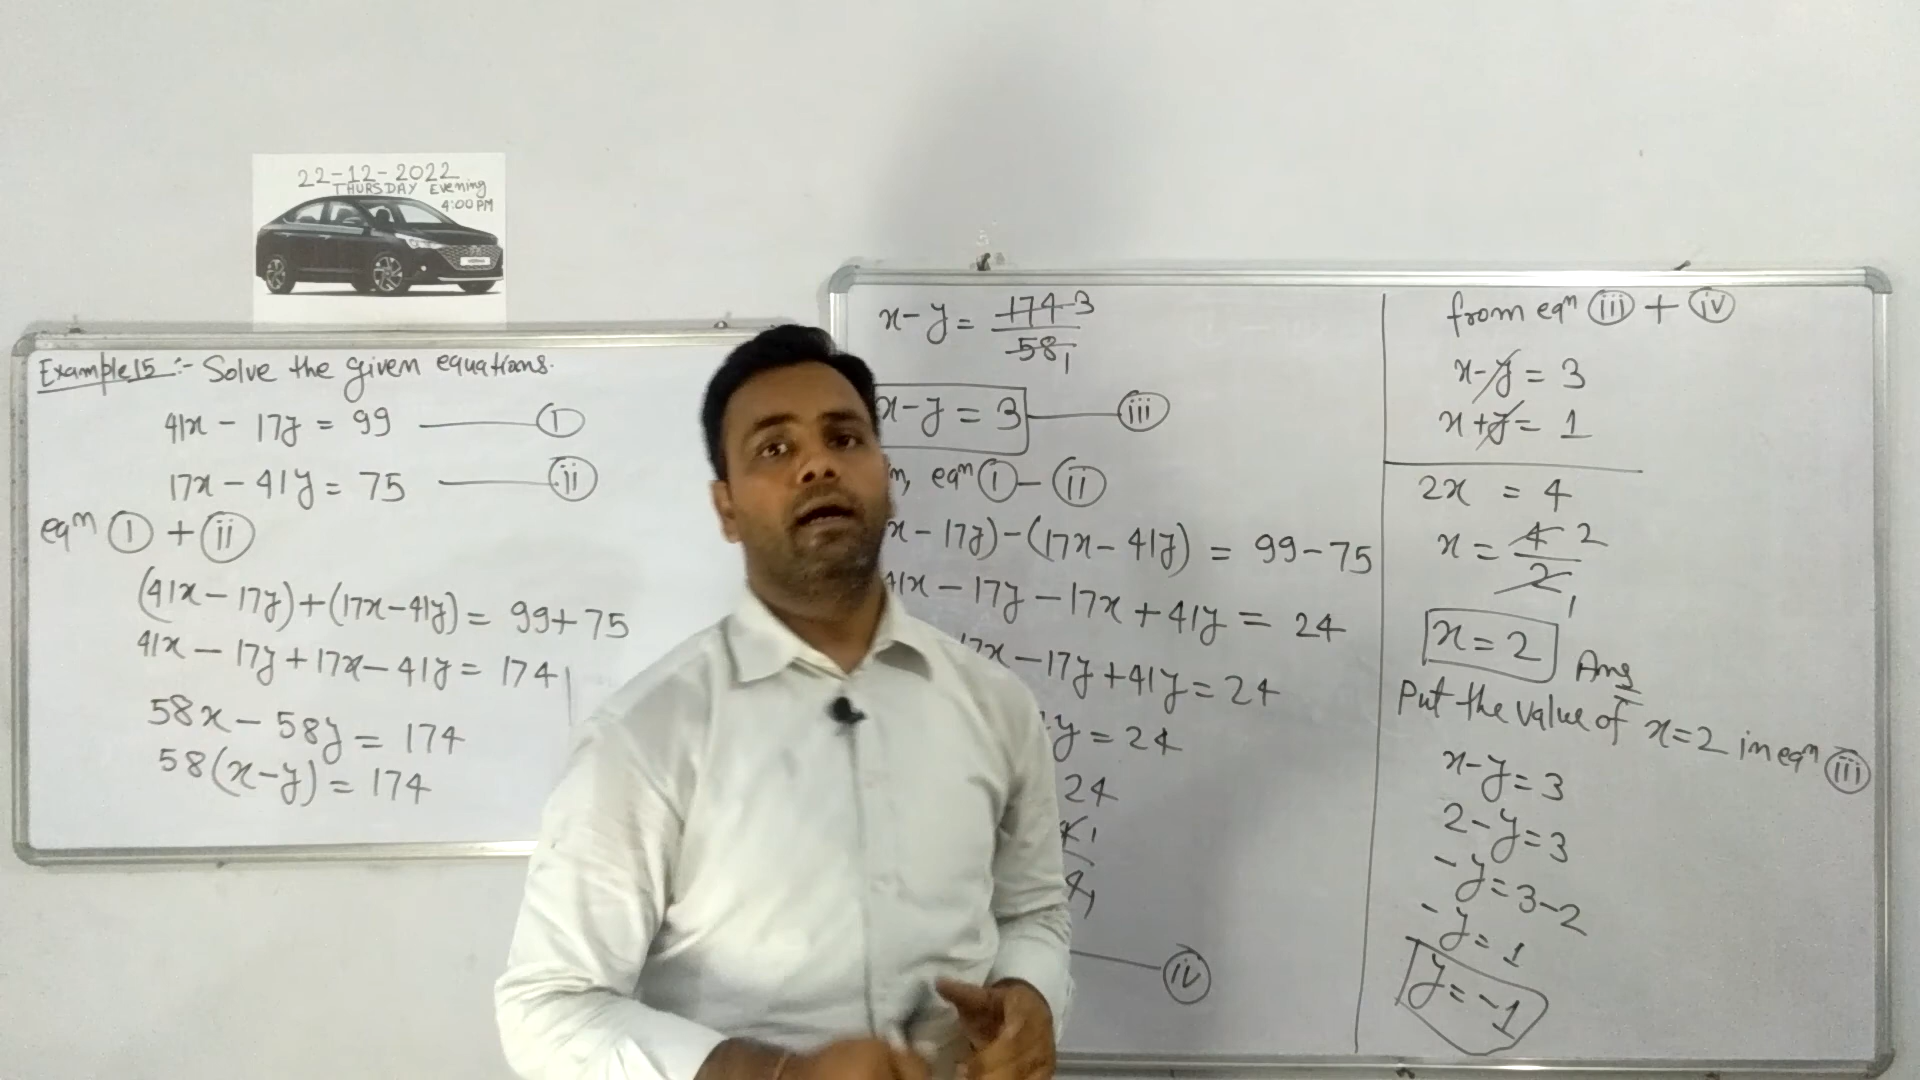 22-12-2022
THURSDAY Evening
4:00 PM
Example 15 :- Solve the given equations.
41x - 17y = 99 (i)
17x - 41y = 75 (ii)
eqn (i) + (ii)
(41x - 17y) + (17x - 41y) = 99 + 75
41x - 17y + 17x - 41y = 174
58x - 58y = 174
58(x - y) = 174
x - y = 174 3
58 1
x - y = 3 (iii)
eqn (i) - (ii)
x - 17y) - (17x - 41y) = 99 - 75
41x - 17y - 17x + 41y = 24
17x - 17y + 41y = 24
y = 24
24
1
1
(iv)
from eqn (iii) + (iv)
x - y = 3
x + y = 1
2x = 4
x = 4 2
2 1
x = 2 Ans
Put the value of x = 2 in eqn (iii)
x - y = 3
2 - y = 3
- y = 3 - 2
- y = 1
y = -1